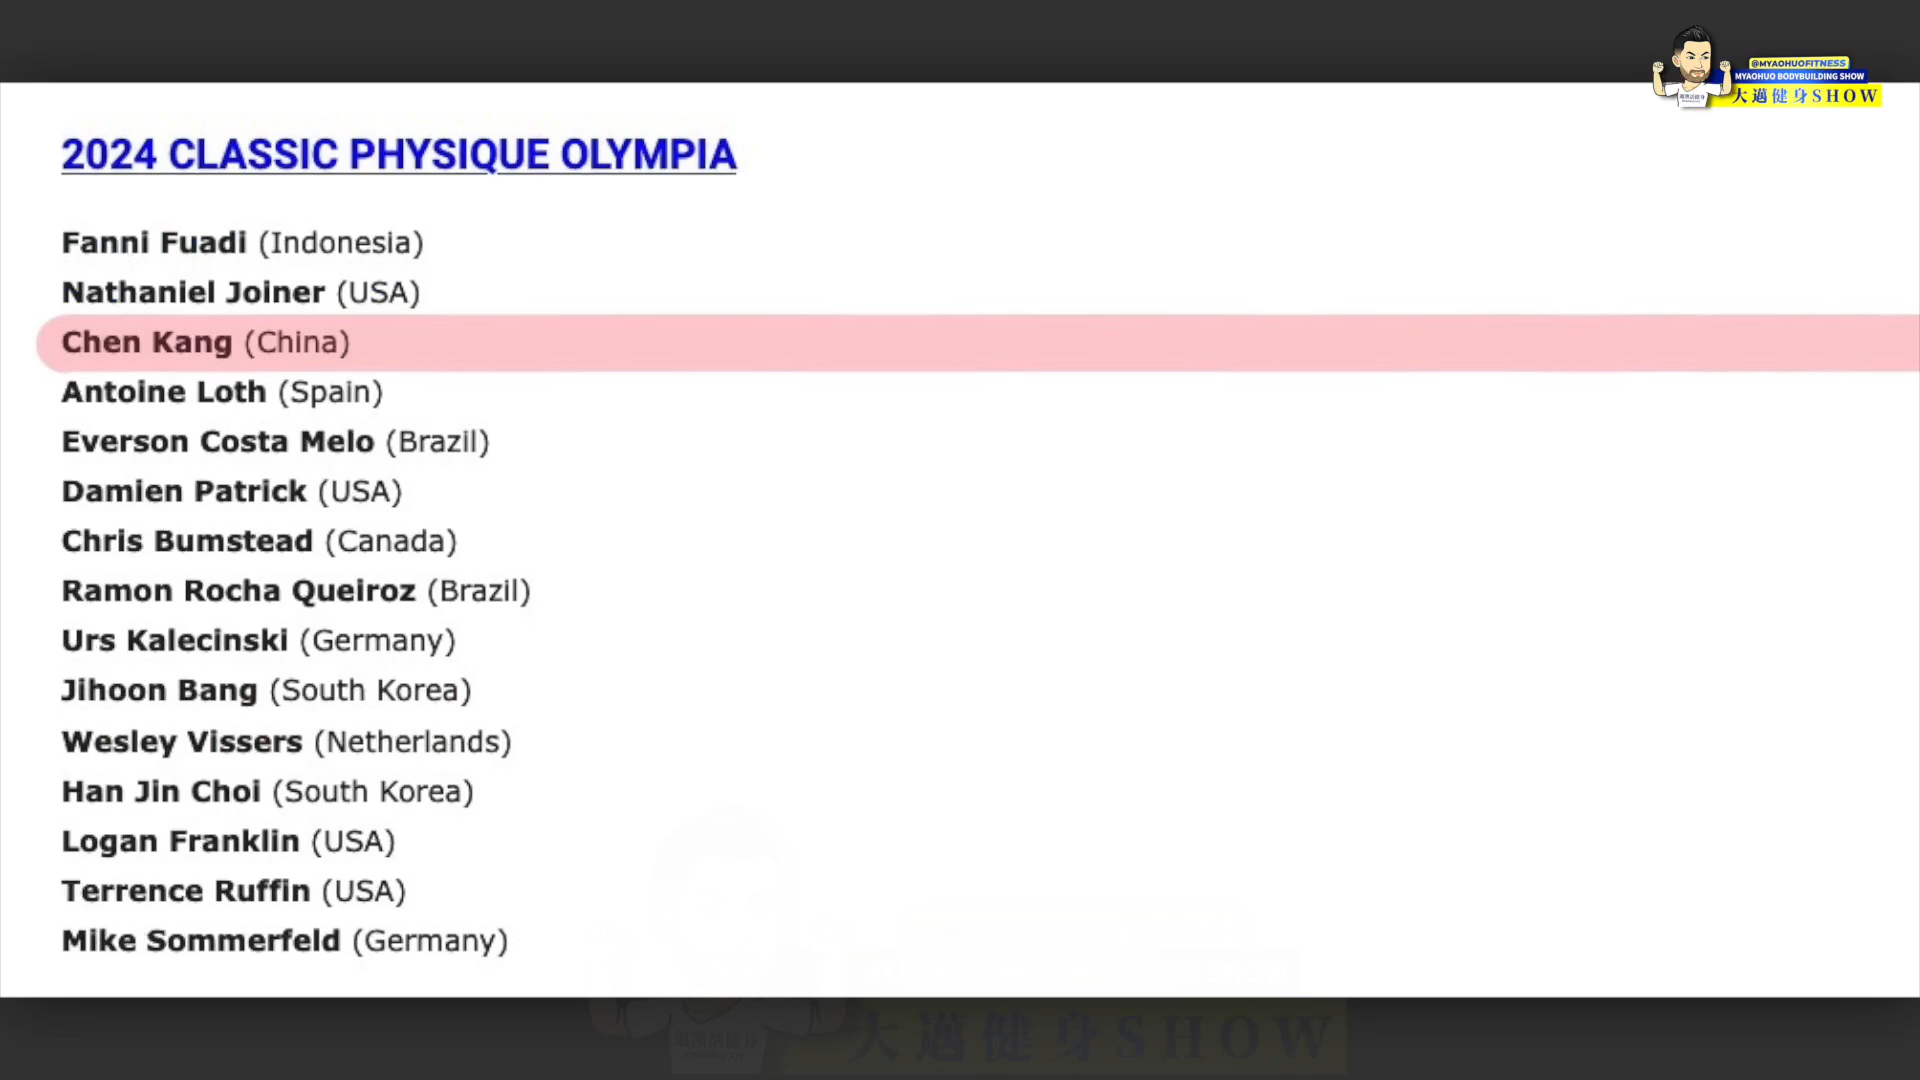 @MYAOHUOFITNESS
MYAOHUO BODYBUILDING SHOW
大邁健身SHOW
2024 CLASSIC PHYSIQUE OLYMPIA
Fanni Fuadi (Indonesia)
Nathaniel Joiner (USA)
Chen Kang (China)
Antoine Loth (Spain)
Everson Costa Melo (Brazil)
Damien Patrick (USA)
Chris Bumstead (Canada)
Ramon Rocha Queiroz (Brazil)
Urs Kalecinski (Germany)
Jihoon Bang (South Korea)
Wesley Vissers (Netherlands)
Han Jin Choi (South Korea)
Logan Franklin (USA)
Terrence Ruffin (USA)
Mike Sommerfeld (Germany)
大邁健身SHOW